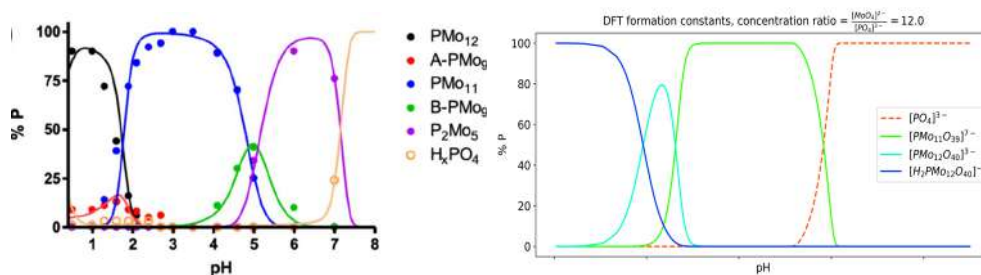 )
% P
100
75
50
25
0
1 2 3 4 5 6 7 8
pH
PMo12
A-PMo9
PMo11
B-PMo9
P2Mo5
HxPO4
DFT formation constants, concentration ratio = [MoO4]²⁻ / [PO4]³⁻ = 12.0
% P
100
80
60
40
20
0
pH
[PO4]³⁻
[PMo11O39]⁷⁻
[PMo12O40]³⁻
[H2PMo12O40]⁻